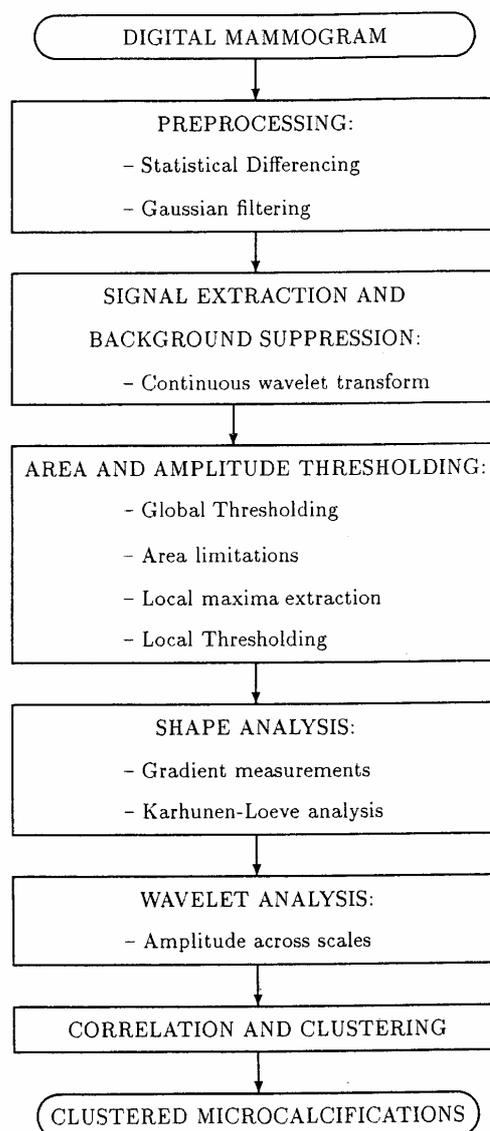 DIGITAL MAMMOGRAM
PREPROCESSING:
– Statistical Differencing
– Gaussian filtering
SIGNAL EXTRACTION AND
BACKGROUND SUPPRESSION:
– Continuous wavelet transform
AREA AND AMPLITUDE THRESHOLDING:
– Global Thresholding
– Area limitations
– Local maxima extraction
– Local Thresholding
SHAPE ANALYSIS:
– Gradient measurements
– Karhunen-Loeve analysis
WAVELET ANALYSIS:
– Amplitude across scales
CORRELATION AND CLUSTERING
CLUSTERED MICROCALCIFICATIONS